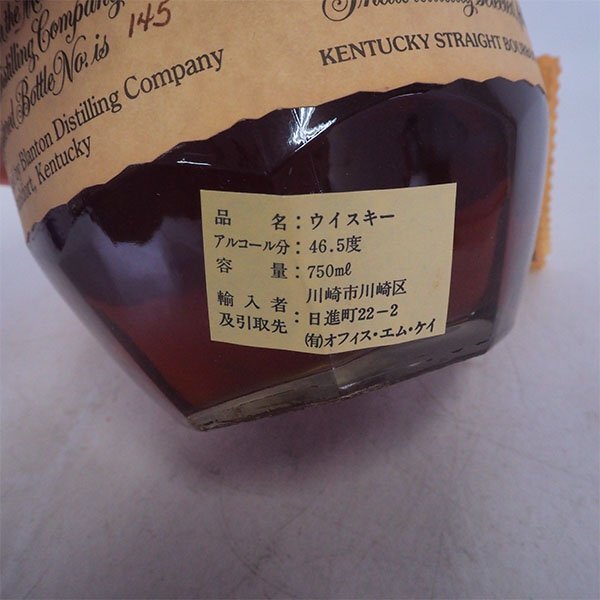 the
Distilling Company
Bottle No. is 145
Blanton Distilling Company
Kentucky
KENTUCKY STRAIGHT
品 名:ウイスキー
アルコール分:46.5度
容 量:750mℓ
輸入者 川崎市川崎区
及引取先:日進町22-2
(有)オフィス・エム・ケイ